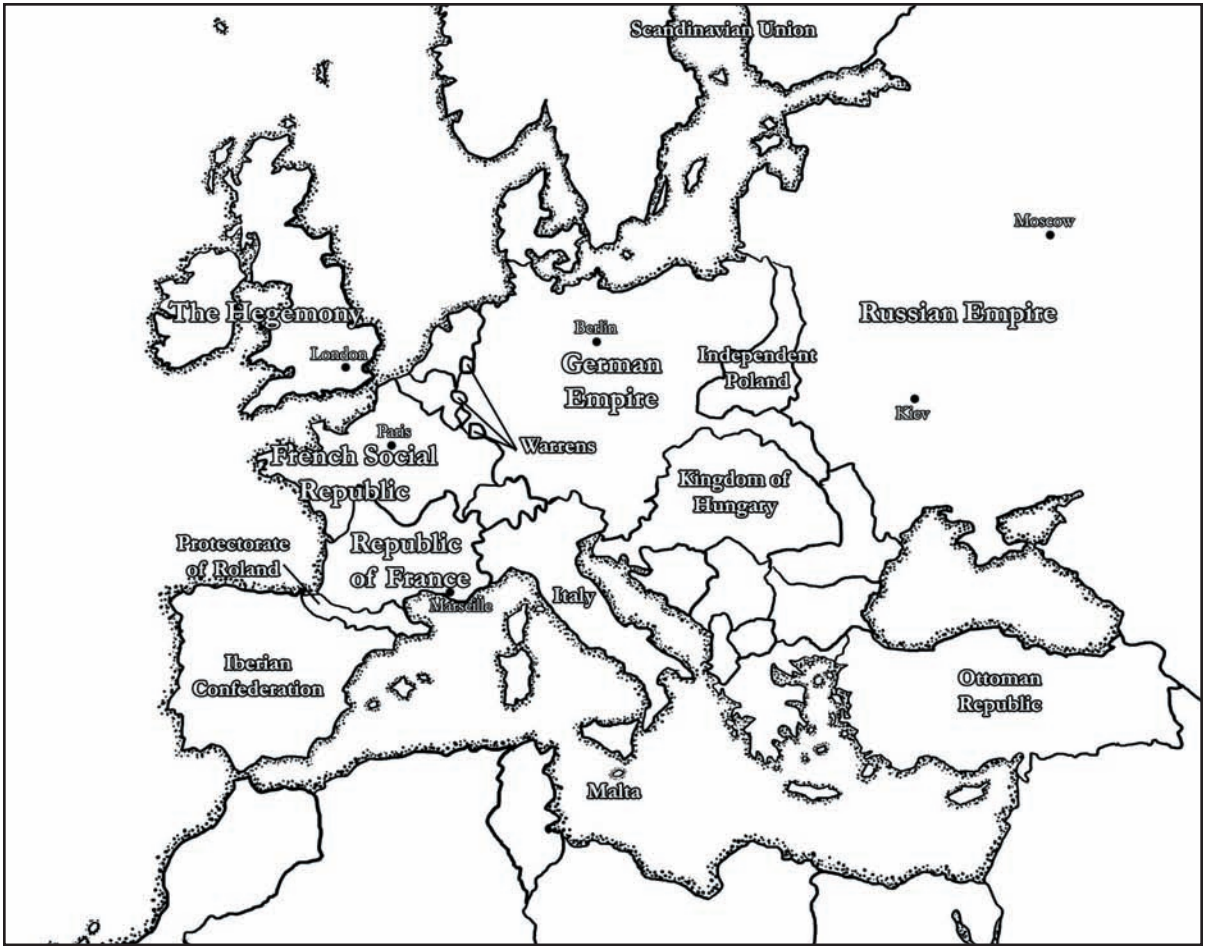 Scandinavian Union
Moscow
The Hegemony
Russian Empire
Berlin
London
Independent
Poland
German
Empire
Kiev
Paris
Warrens
French Social
Republic
Kingdom of
Hungary
Protectorate
of Roland
Republic
of France
Marseille
Italy
Iberian
Confederation
Ottoman
Republic
Malta